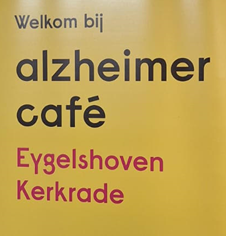 Welkom bij
alzheimer
café
Eygelshoven
Kerkrade